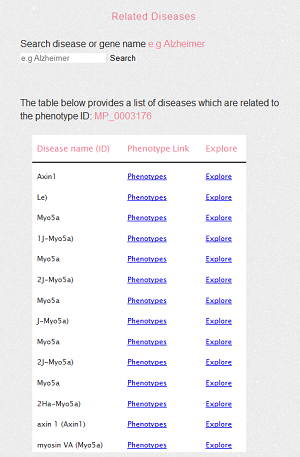 Related Diseases
Search disease or gene name e.g Alzheimer
e.g Alzheimer Search
The table below provides a list of diseases which are related to
the phenotype ID: MP_0003176
Disease name (ID) Phenotype Link Explore
Axin1 Phenotypes Explore
Le) Phenotypes Explore
Myo5a Phenotypes Explore
1J-Myo5a) Phenotypes Explore
Myo5a Phenotypes Explore
2J-Myo5a) Phenotypes Explore
Myo5a Phenotypes Explore
J-Myo5a) Phenotypes Explore
Myo5a Phenotypes Explore
2J-Myo5a) Phenotypes Explore
Myo5a Phenotypes Explore
2Ha-Myo5a) Phenotypes Explore
axin 1 (Axin1) Phenotypes Explore
myosin VA (Myo5a) Phenotypes Explore